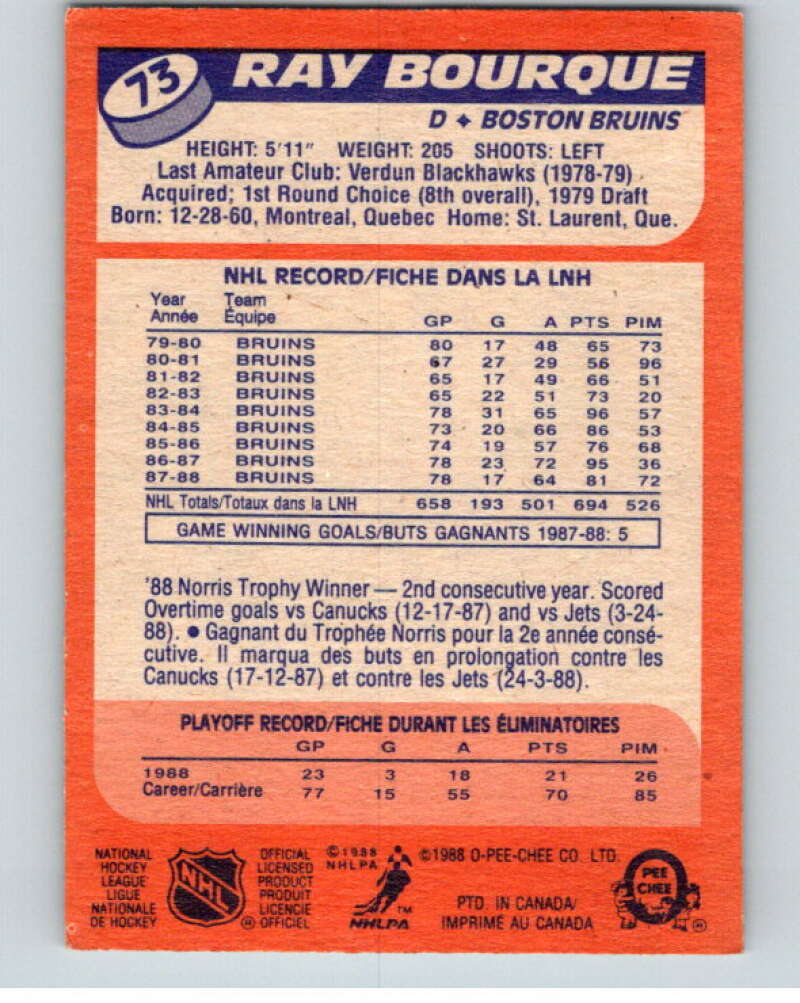 73 RAY BOURQUE
D ♦ BOSTON BRUINS
HEIGHT: 5'11" WEIGHT: 205 SHOOTS: LEFT
Last Amateur Club: Verdun Blackhawks (1978-79)
Acquired; 1st Round Choice (8th overall), 1979 Draft
Born: 12-28-60, Montreal, Quebec Home: St. Laurent, Que.
NHL RECORD/FICHE DANS LA LNH
Year Team
Année Équipe GP G A PTS PIM
79-80 BRUINS 80 17 48 65 73
80-81 BRUINS 67 27 29 56 96
81-82 BRUINS 65 17 49 66 51
82-83 BRUINS 65 22 51 73 20
83-84 BRUINS 78 31 65 96 57
84-85 BRUINS 73 20 66 86 53
85-86 BRUINS 74 19 57 76 68
86-87 BRUINS 78 23 72 95 36
87-88 BRUINS 78 17 64 81 72
NHL Totals/Totaux dans la LNH 658 193 501 694 526
GAME WINNING GOALS/BUTS GAGNANTS 1987-88: 5
'88 Norris Trophy Winner — 2nd consecutive year. Scored
Overtime goals vs Canucks (12-17-87) and vs Jets (3-24-
88). ● Gagnant du Trophée Norris pour la 2e année consé-
cutive. Il marqua des buts en prolongation contre les
Canucks (17-12-87) et contre les Jets (24-3-88).
PLAYOFF RECORD/FICHE DURANT LES ÉLIMINATOIRES
GP G A PTS PIM
1988 23 3 18 21 26
Career/Carrière 77 15 55 70 85
NATIONAL
HOCKEY
LEAGUE
LIGUE
NATIONALE
DE HOCKEY
NHL
OFFICIAL
LICENSED
PRODUCT
PRODUIT
LICENCIE
OFFICIEL
©1988
NHLPA
TM
NHLPA
©1988 O-PEE-CHEE CO. LTD.
PTD. IN CANADA/
IMPRIMÉ AU CANADA
PEE
CHEE